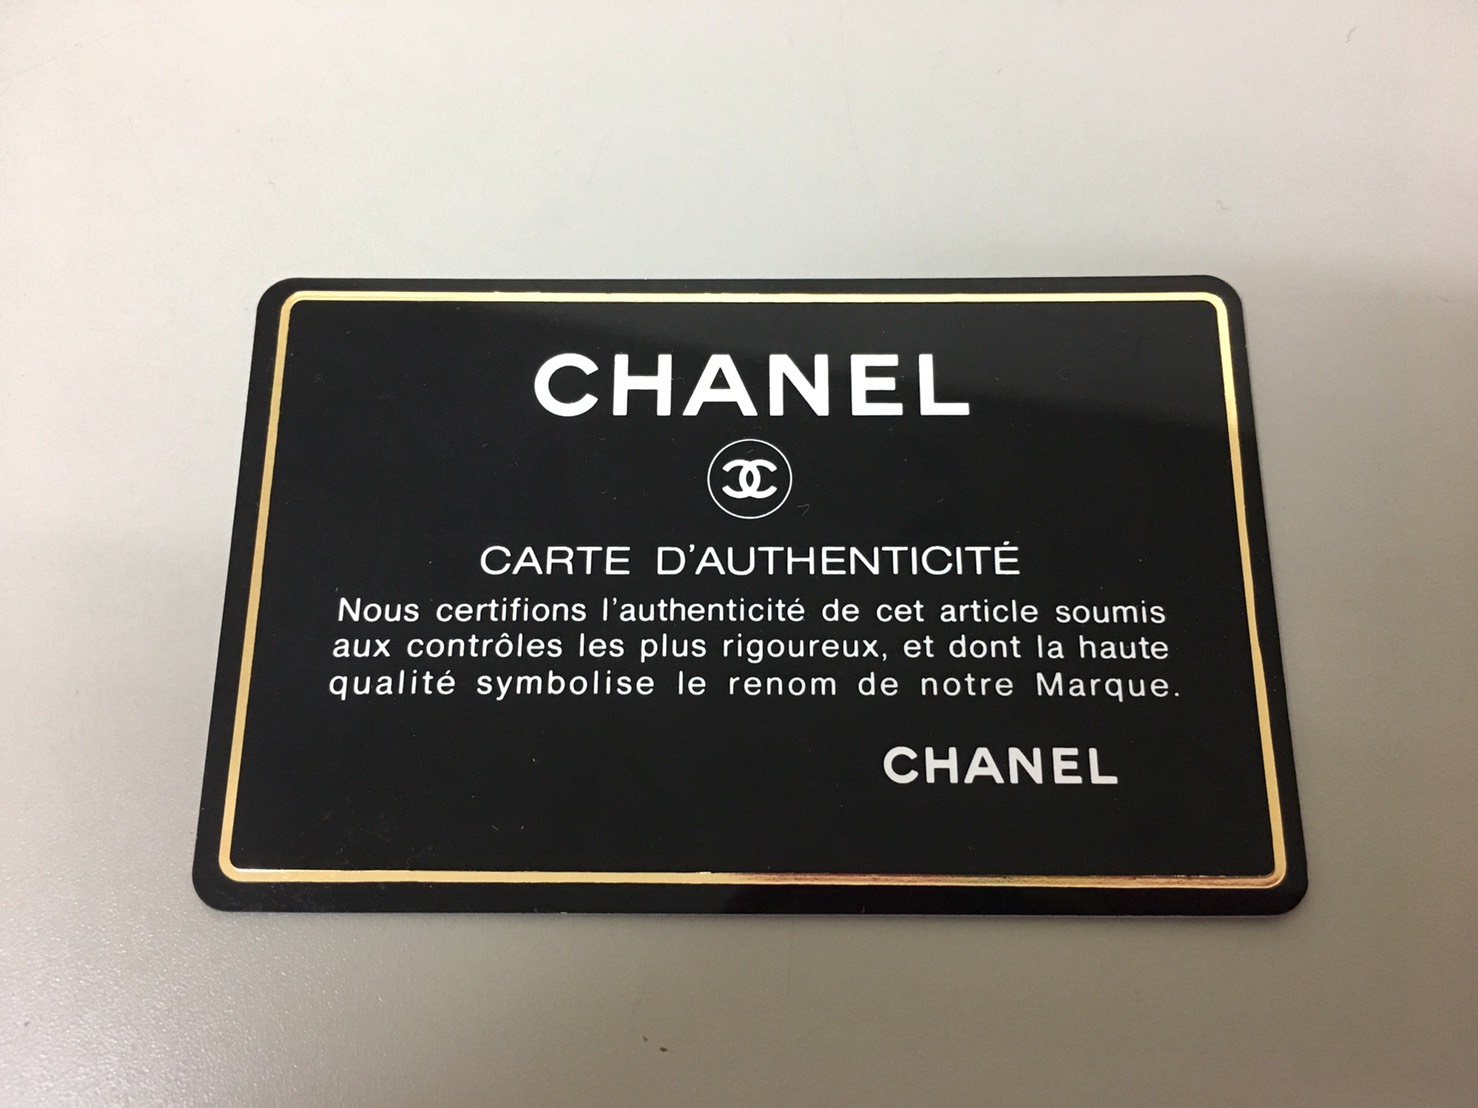 CHANEL
CARTE D'AUTHENTICITÉ
Nous certifions l'authenticité de cet article soumis
aux contrôles les plus rigoureux, et dont la haute
qualité symbolise le renom de notre Marque.
CHANEL